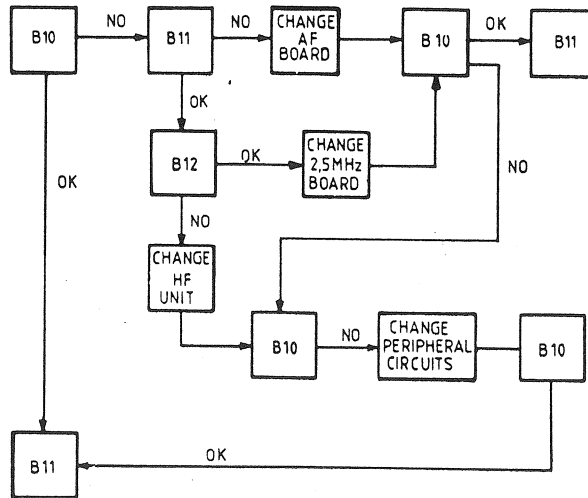 B10
NO
B11
NO
CHANGE
AF
BOARD
B10
OK
B11
OK
OK
B12
OK
CHANGE
2,5MHz
BOARD
NO
NO
CHANGE
HF
UNIT
B10
NO
CHANGE
PERIPHERAL
CIRCUITS
B10
B11
OK